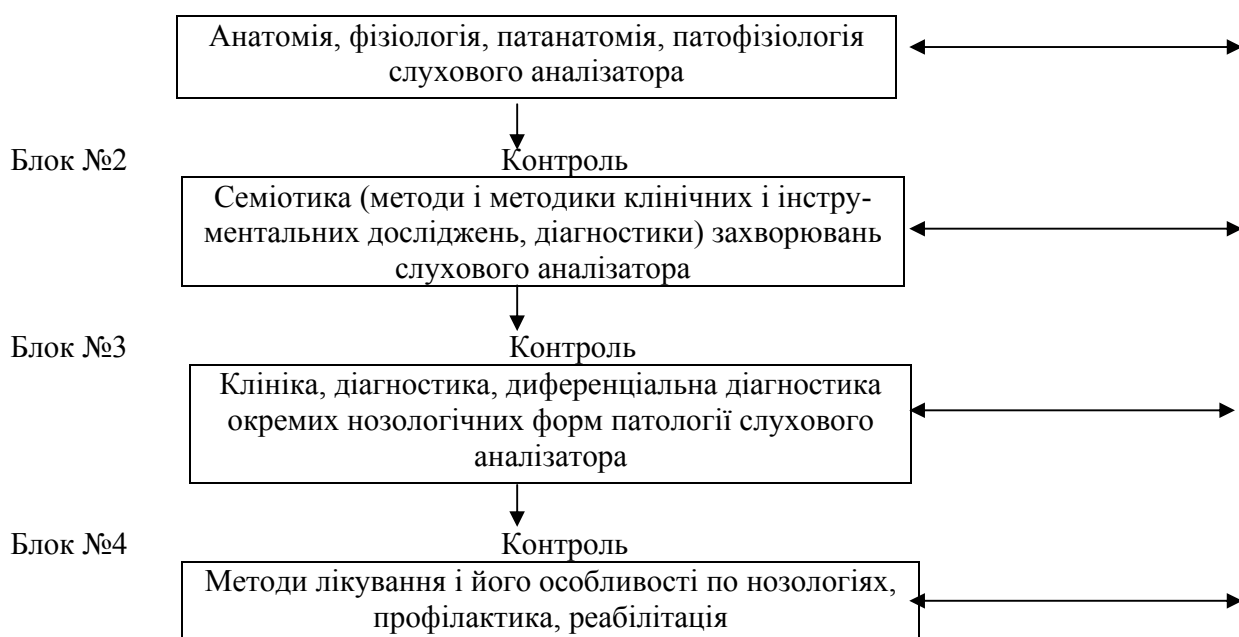 Анатомія, фізіологія, патанатомія, патофізіологія
слухового аналізатора
Блок №2 Контроль
Семіотика (методи і методики клінічних і інстру-
ментальних досліджень, діагностики) захворювань
слухового аналізатора
Блок №3 Контроль
Клініка, діагностика, диференціальна діагностика
окремих нозологічних форм патології слухового
аналізатора
Блок №4 Контроль
Методи лікування і його особливості по нозологіях,
профілактика, реабілітація